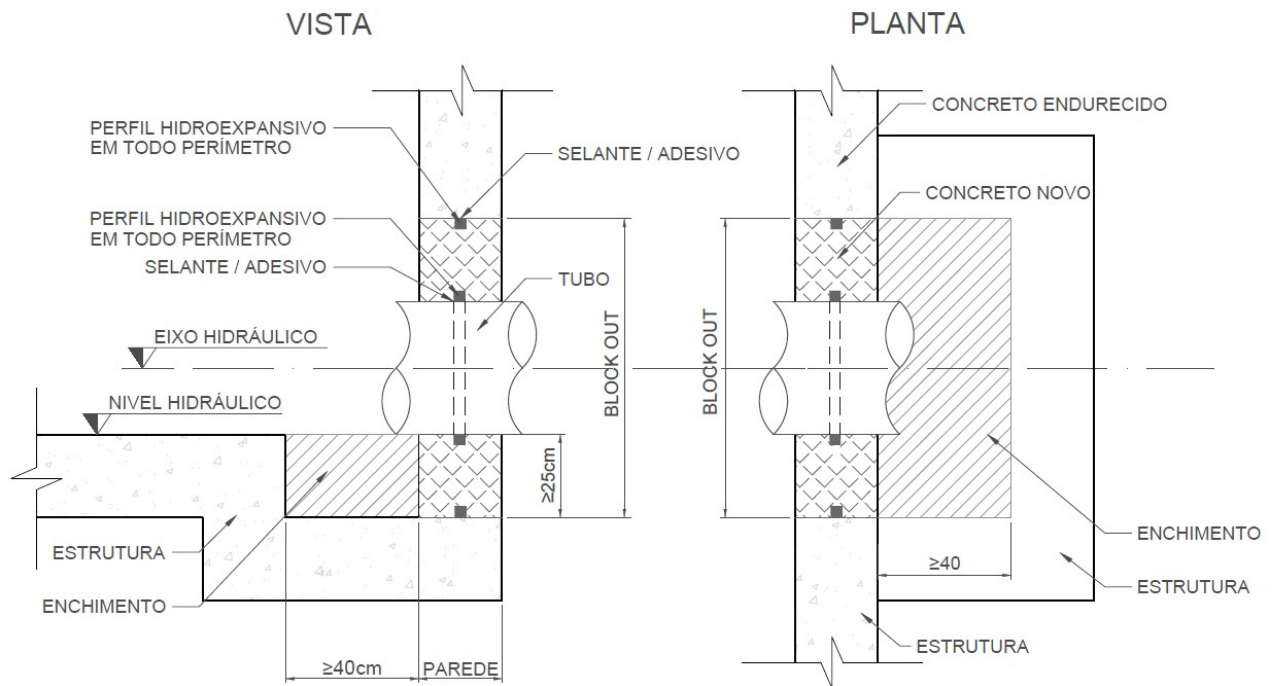 VISTA
PERFIL HIDROEXPANSIVO
EM TODO PERÍMETRO
SELANTE / ADESIVO
PERFIL HIDROEXPANSIVO
EM TODO PERÍMETRO
SELANTE / ADESIVO
TUBO
EIXO HIDRÁULICO
NIVEL HIDRÁULICO
BLOCK OUT
≥25cm
ESTRUTURA
ENCHIMENTO
≥40cm
PAREDE
PLANTA
CONCRETO ENDURECIDO
CONCRETO NOVO
BLOCK OUT
ENCHIMENTO
≥40
ESTRUTURA
ESTRUTURA